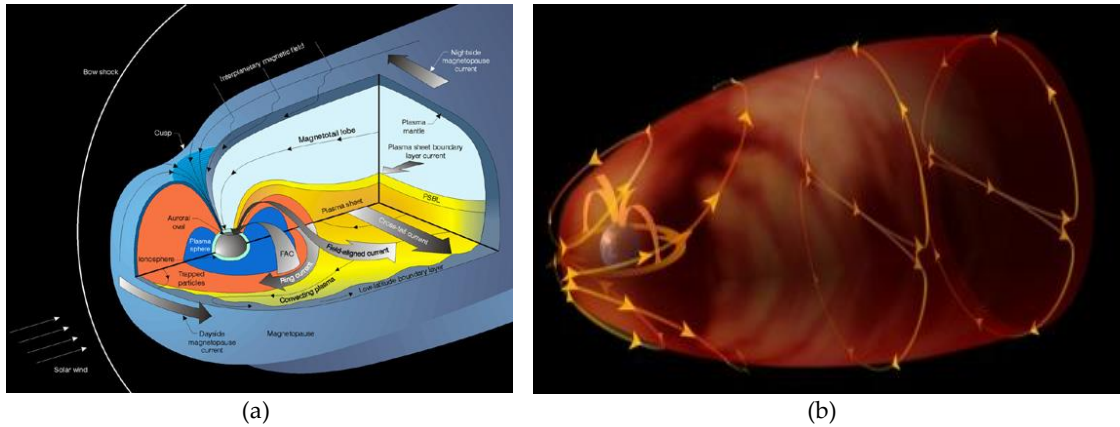 Bow shock
Interplanetary magnetic field
Nightside
magnetopause
current
Cusp
Plasma
mantle
Magnetotail lobe
Plasma sheet boundary
layer current
PSBL
Plasma sheet
Auroral
oval
Cross-tail current
Plasma
sphere
Field-aligned current
FAC
Ionosphere
Ring current
Trapped
particles
Convecting plasma
Low-latitude boundary layer
Dayside
magnetopause
current
Magnetopause
Solar wind
(a)
(b)